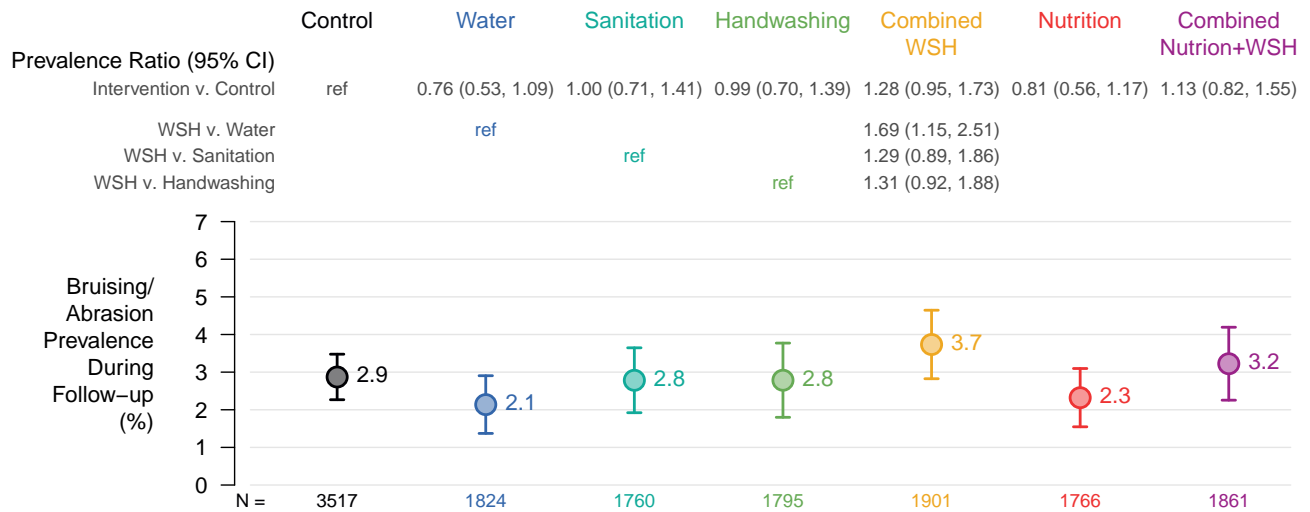 Control Water Sanitation Handwashing Combined WSH Nutrition Combined Nutrion+WSH
Prevalence Ratio (95% CI)
Intervention v. Control ref 0.76 (0.53, 1.09) 1.00 (0.71, 1.41) 0.99 (0.70, 1.39) 1.28 (0.95, 1.73) 0.81 (0.56, 1.17) 1.13 (0.82, 1.55)
WSH v. Water ref 1.69 (1.15, 2.51)
WSH v. Sanitation ref 1.29 (0.89, 1.86)
WSH v. Handwashing ref 1.31 (0.92, 1.88)
Bruising/
Abrasion
Prevalence
During
Follow−up
(%)
7
6
5
4
3
2
1
0
2.9
2.1
2.8
2.8
3.7
2.3
3.2
N = 3517 1824 1760 1795 1901 1766 1861